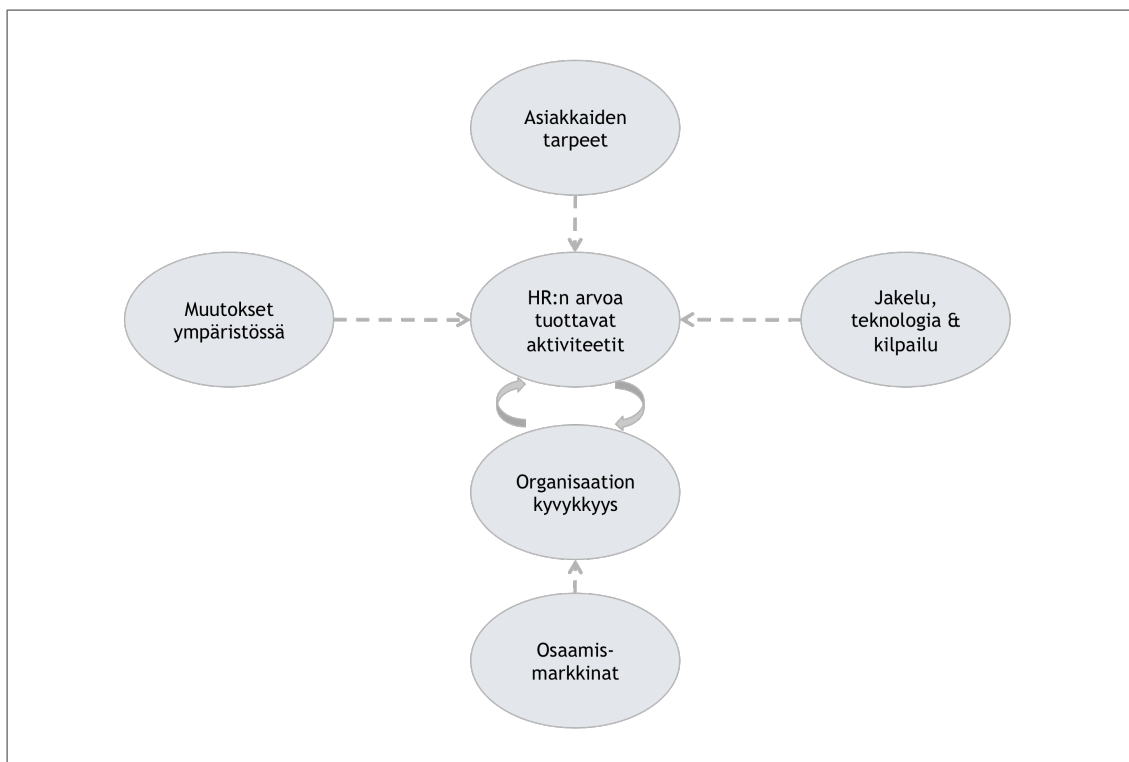 Asiakkaiden
tarpeet
Muutokset
ympäristössä
HR:n arvoa
tuottavat
aktiviteetit
Jakelu,
teknologia &
kilpailu
Organisaation
kyvykkyys
Osaamis-
markkinat